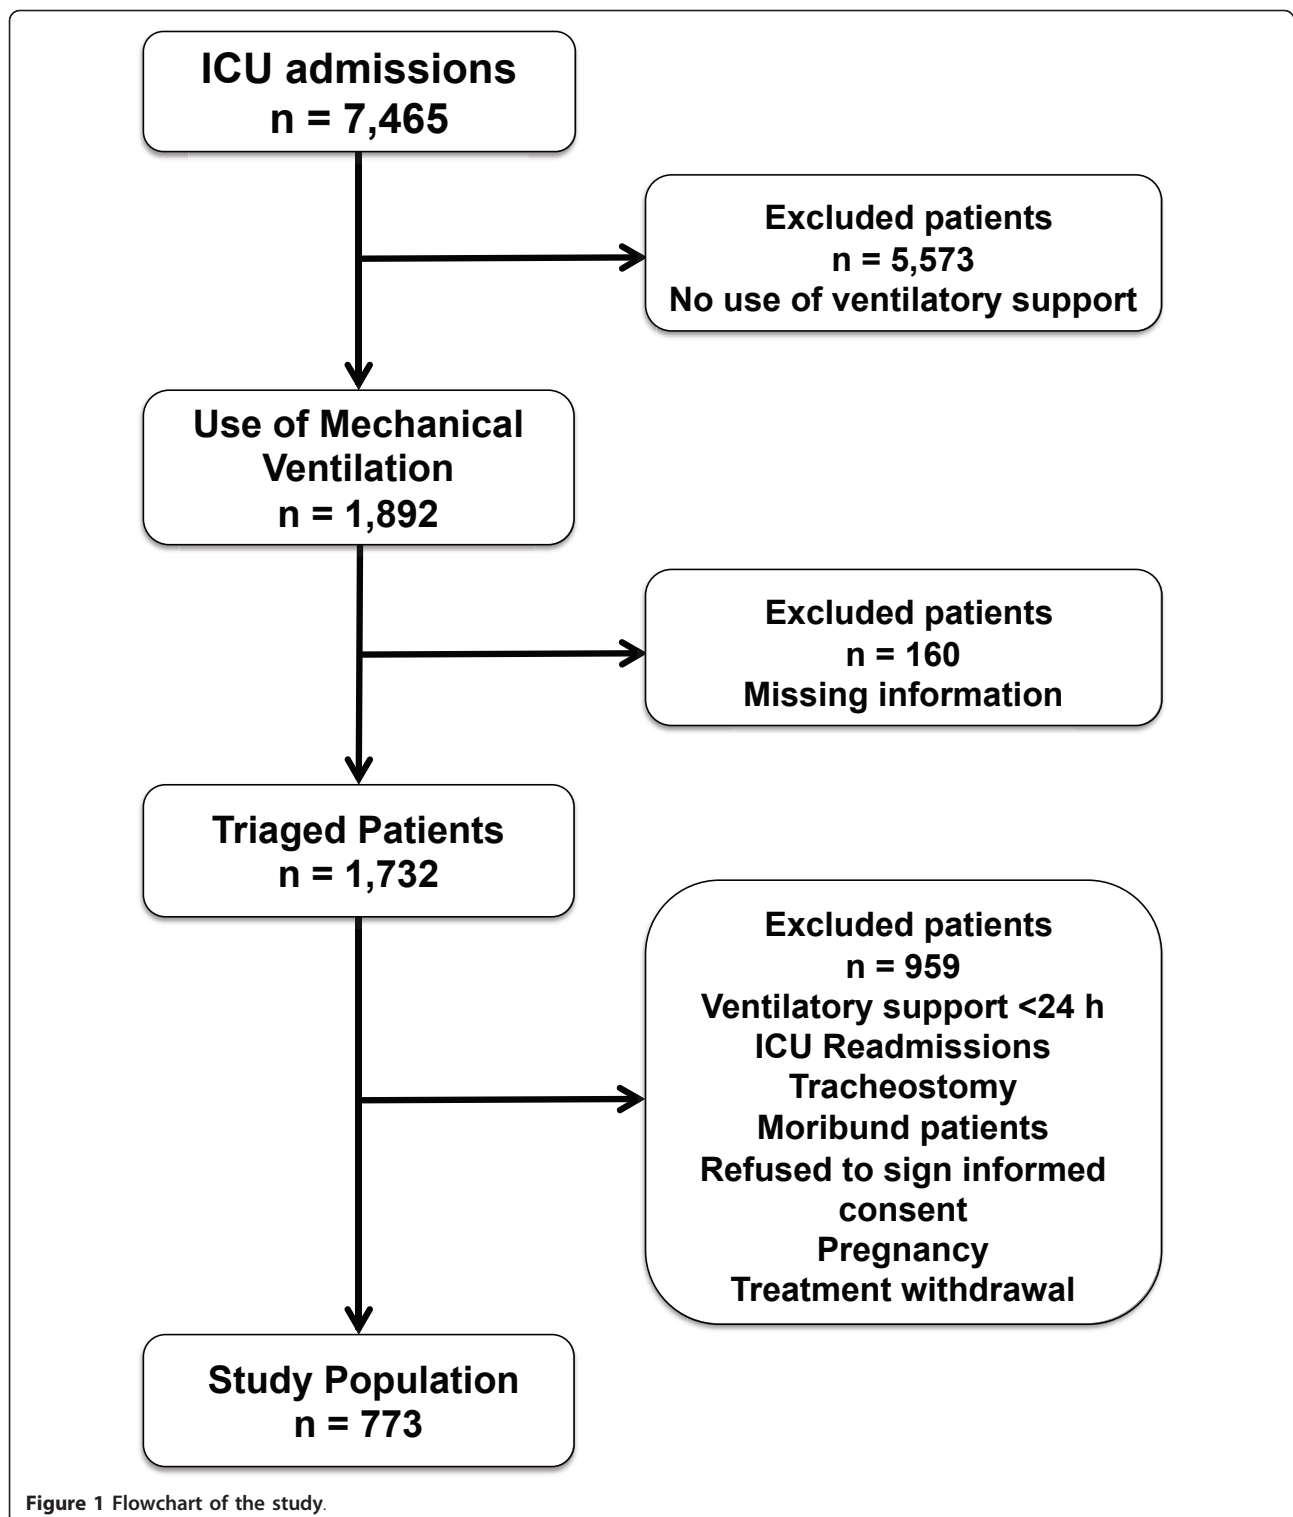 ICU admissions
n = 7,465
Excluded patients
n = 5,573
No use of ventilatory support
Use of Mechanical
Ventilation
n = 1,892
Excluded patients
n = 160
Missing information
Triaged Patients
n = 1,732
Excluded patients
n = 959
Ventilatory support <24 h
ICU Readmissions
Tracheostomy
Moribund patients
Refused to sign informed
consent
Pregnancy
Treatment withdrawal
Study Population
n = 773
Figure 1 Flowchart of the study.